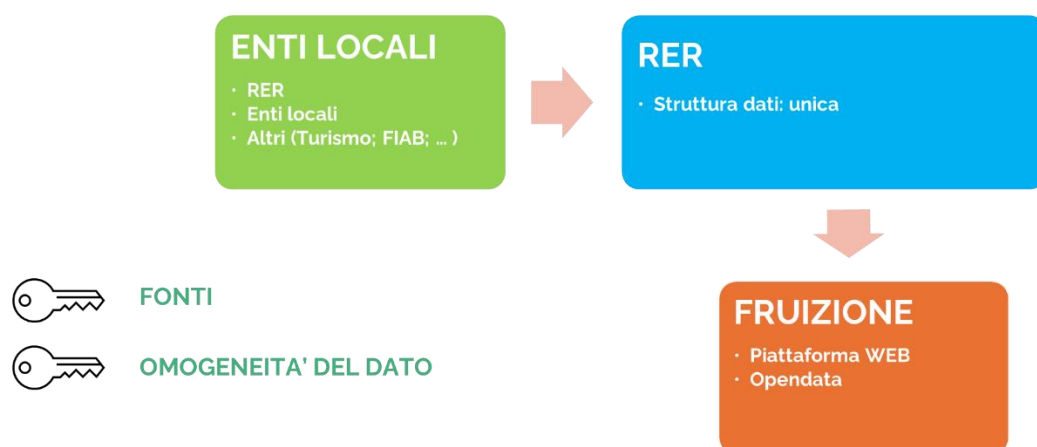 ENTI LOCALI
· RER
· Enti locali
· Altri (Turismo; FIAB; ... )
RER
· Struttura dati: unica
FONTI
OMOGENEITA' DEL DATO
FRUIZIONE
· Piattaforma WEB
· Opendata